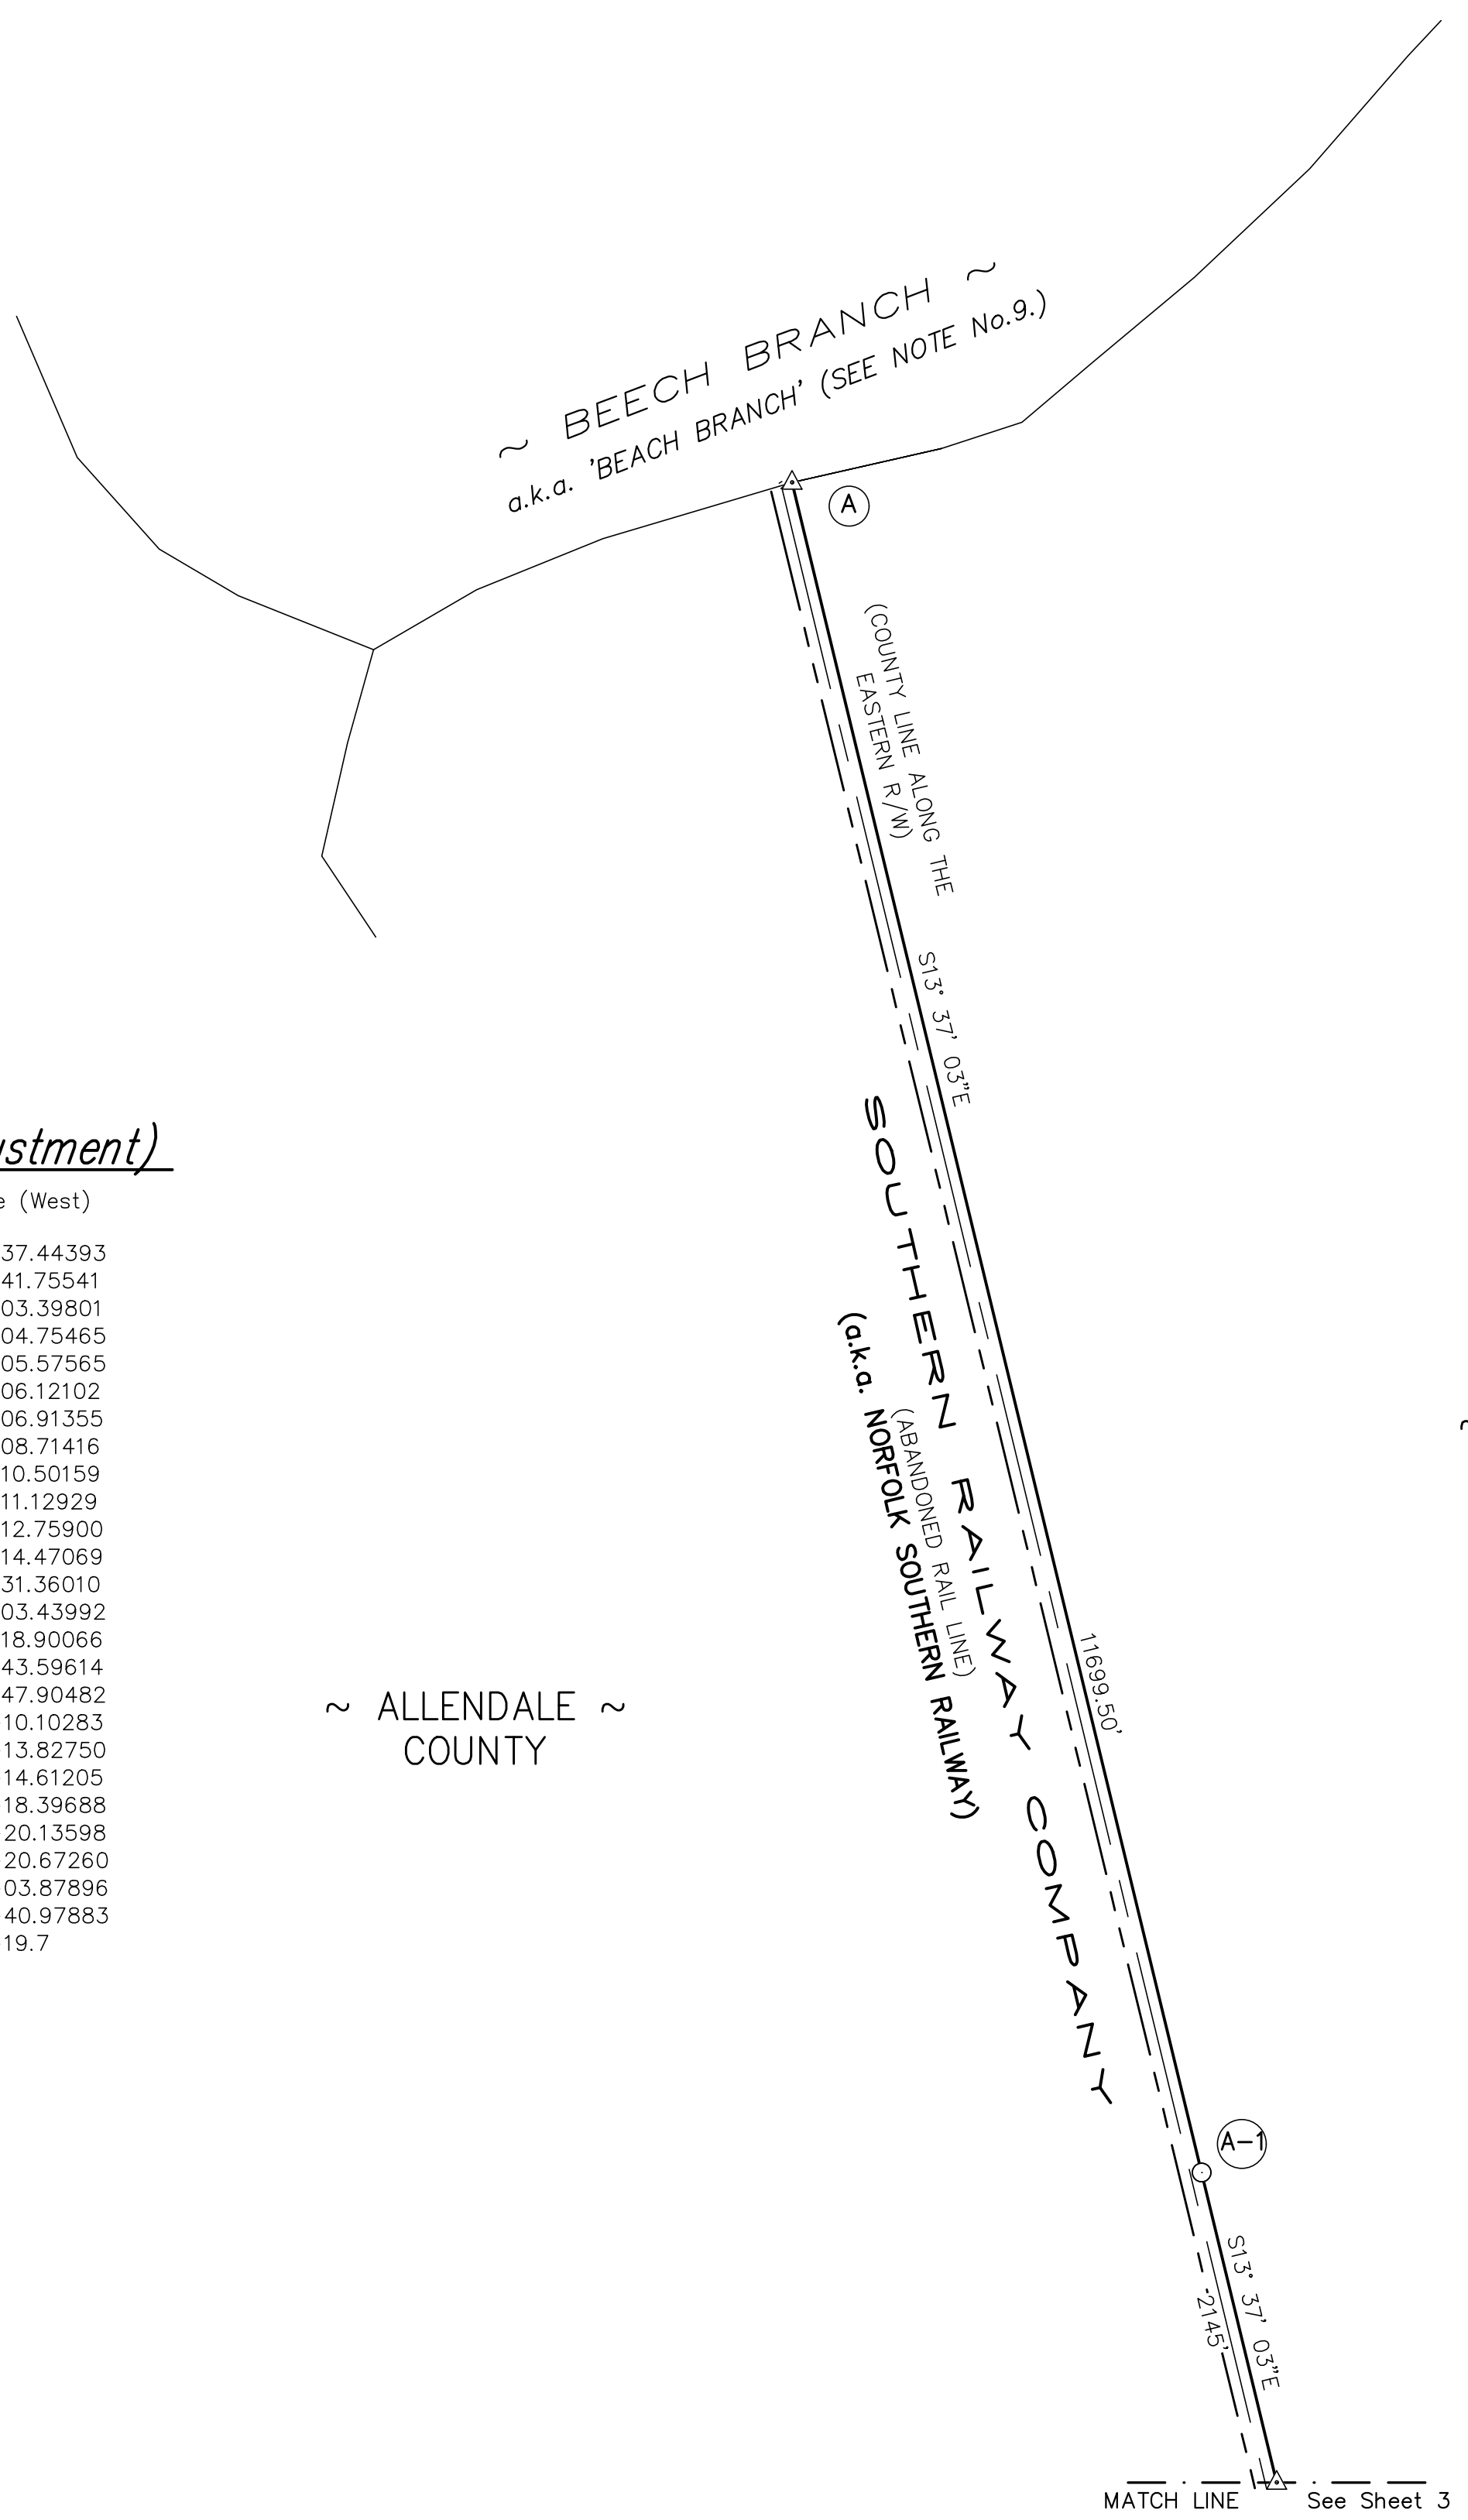 ~ BEECH BRANCH ~
a.k.a. 'BEACH BRANCH' (SEE NOTE No.9.)
A
(COUNTY LINE ALONG THE
EASTERN R/W)
S13° 37' 03"E
SOUTHERN RAILWAY COMPANY
(ABANDONED RAIL LINE)
(a.k.a. NORFOLK SOUTHERN RAILWAY)
11699.50'
ustment)
e (West)
37.44393
41.75541
03.39801
04.75465
05.57565
06.12102
06.91355
08.71416
10.50159
11.12929
12.75900
14.47069
31.36010
03.43992
18.90066
43.59614
47.90482
10.10283
13.82750
14.61205
18.39688
20.13598
20.67260
03.87896
40.97883
19.7
~ ALLENDALE ~
COUNTY
A-1
S13° 37' 03"E
2145'
MATCH LINE See Sheet 3